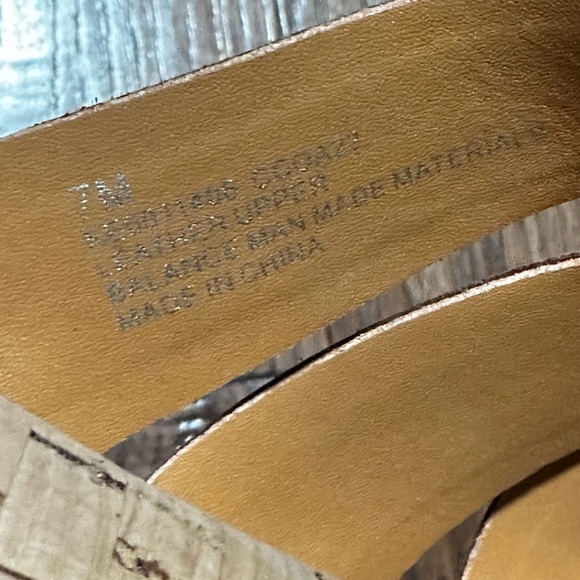 7M
LEATHER UPPER
BALANCE MAN MADE MATERIALS
MADE IN CHINA